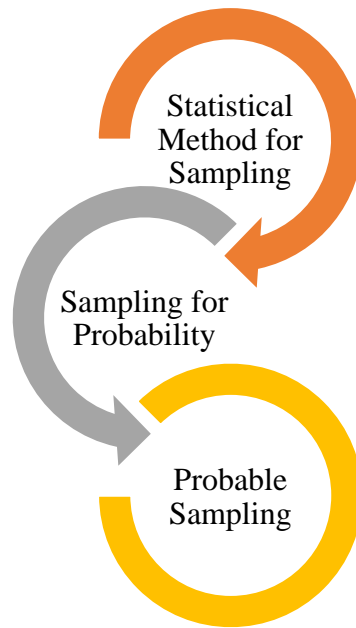 Statistical
Method for
Sampling
Sampling for
Probability
Probable
Sampling